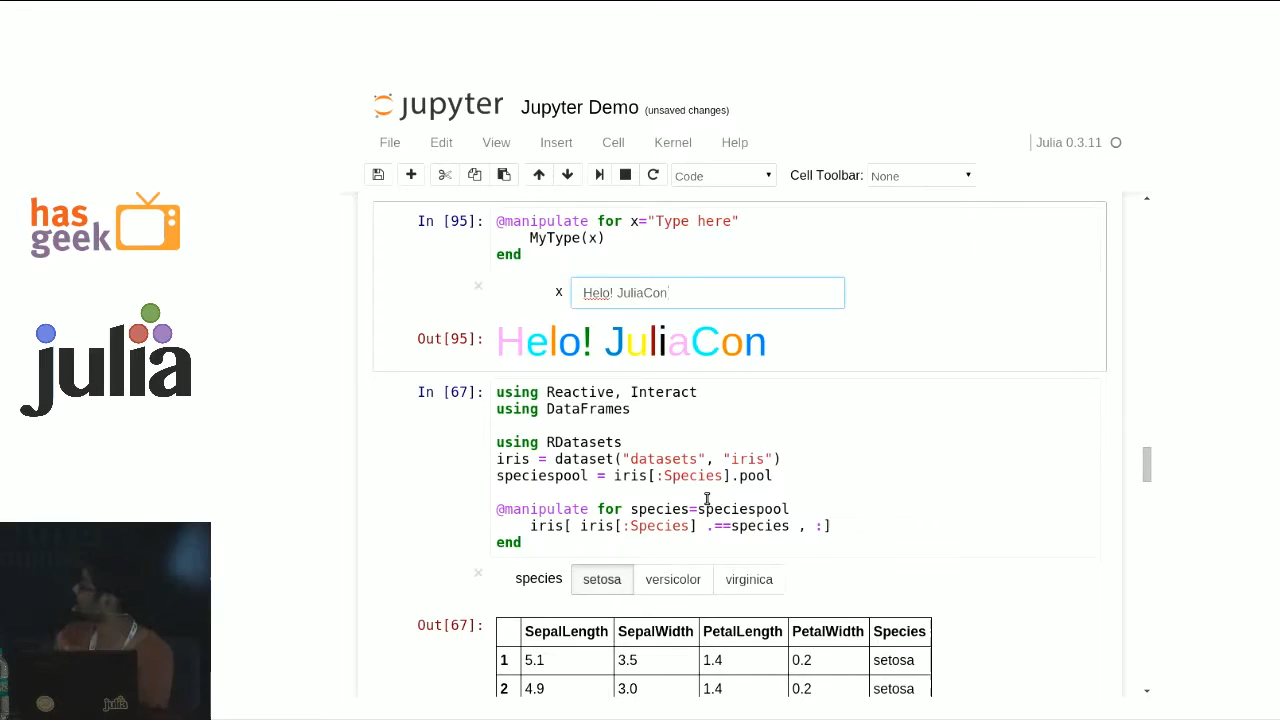 jupyter Jupyter Demo (unsaved changes)
File Edit View Insert Cell Kernel Help Julia 0.3.11
Code Cell Toolbar: None
has
geek
julia
In [95]: @manipulate for x="Type here"
MyType(x)
end
x Helo! JuliaCon
Out[95]: Helo! JuliaCon
In [67]: using Reactive, Interact
using DataFrames
using RDatasets
iris = dataset("datasets", "iris")
speciespool = iris[:Species].pool
@manipulate for species=speciespool
iris[ iris[:Species] .==species , :]
end
species setosa versicolor virginica
Out[67]: SepalLength SepalWidth PetalLength PetalWidth Species
1 5.1 3.5 1.4 0.2 setosa
2 4.9 3.0 1.4 0.2 setosa
julia